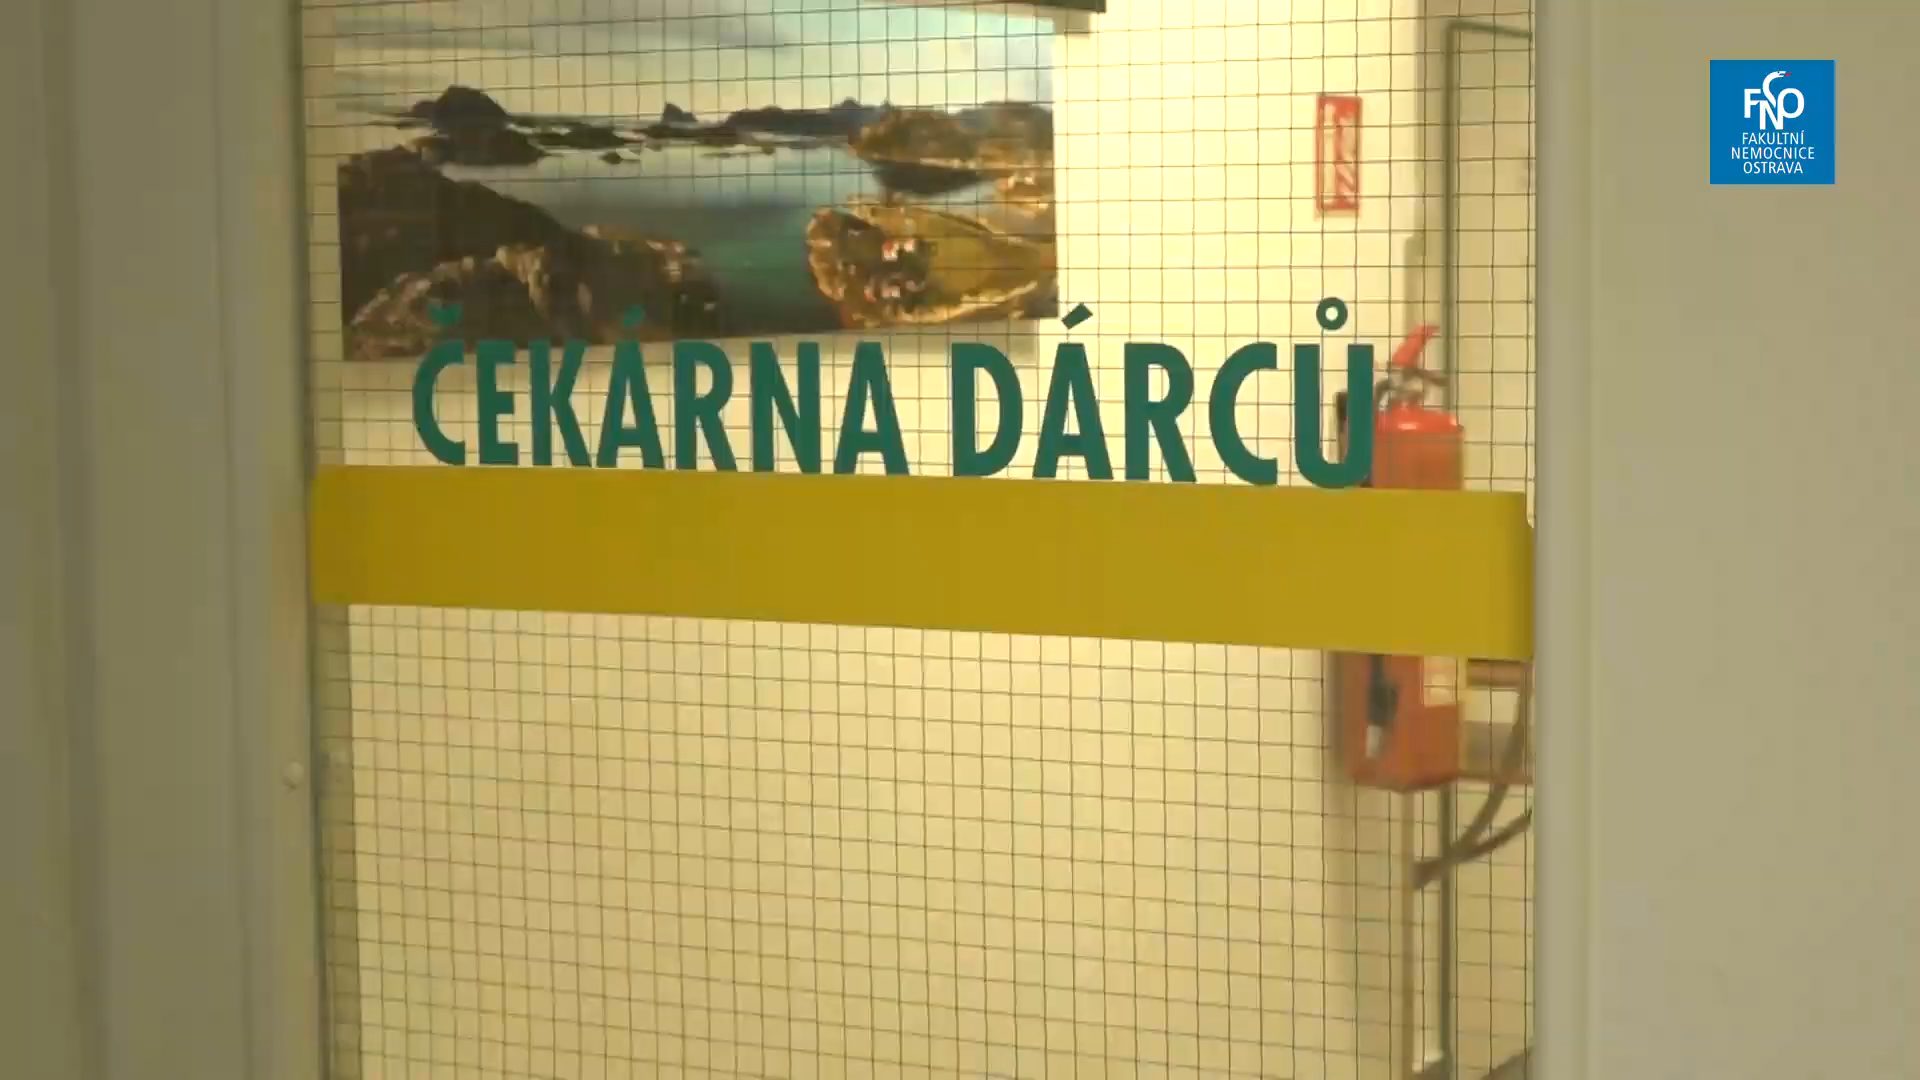 FNO
FAKULTNÍ
NEMOCNICE
OSTRAVA
ČEKÁRNA DÁRCŮ